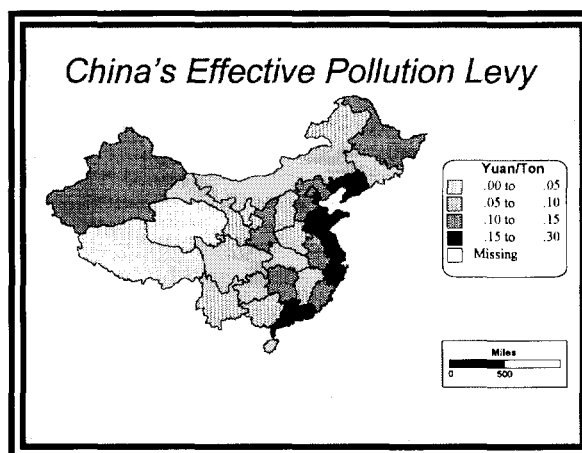 China's Effective Pollution Levy
Yuan/Ton
.00 to .05
.05 to .10
.10 to .15
.15 to .30
Missing
Miles
0 500